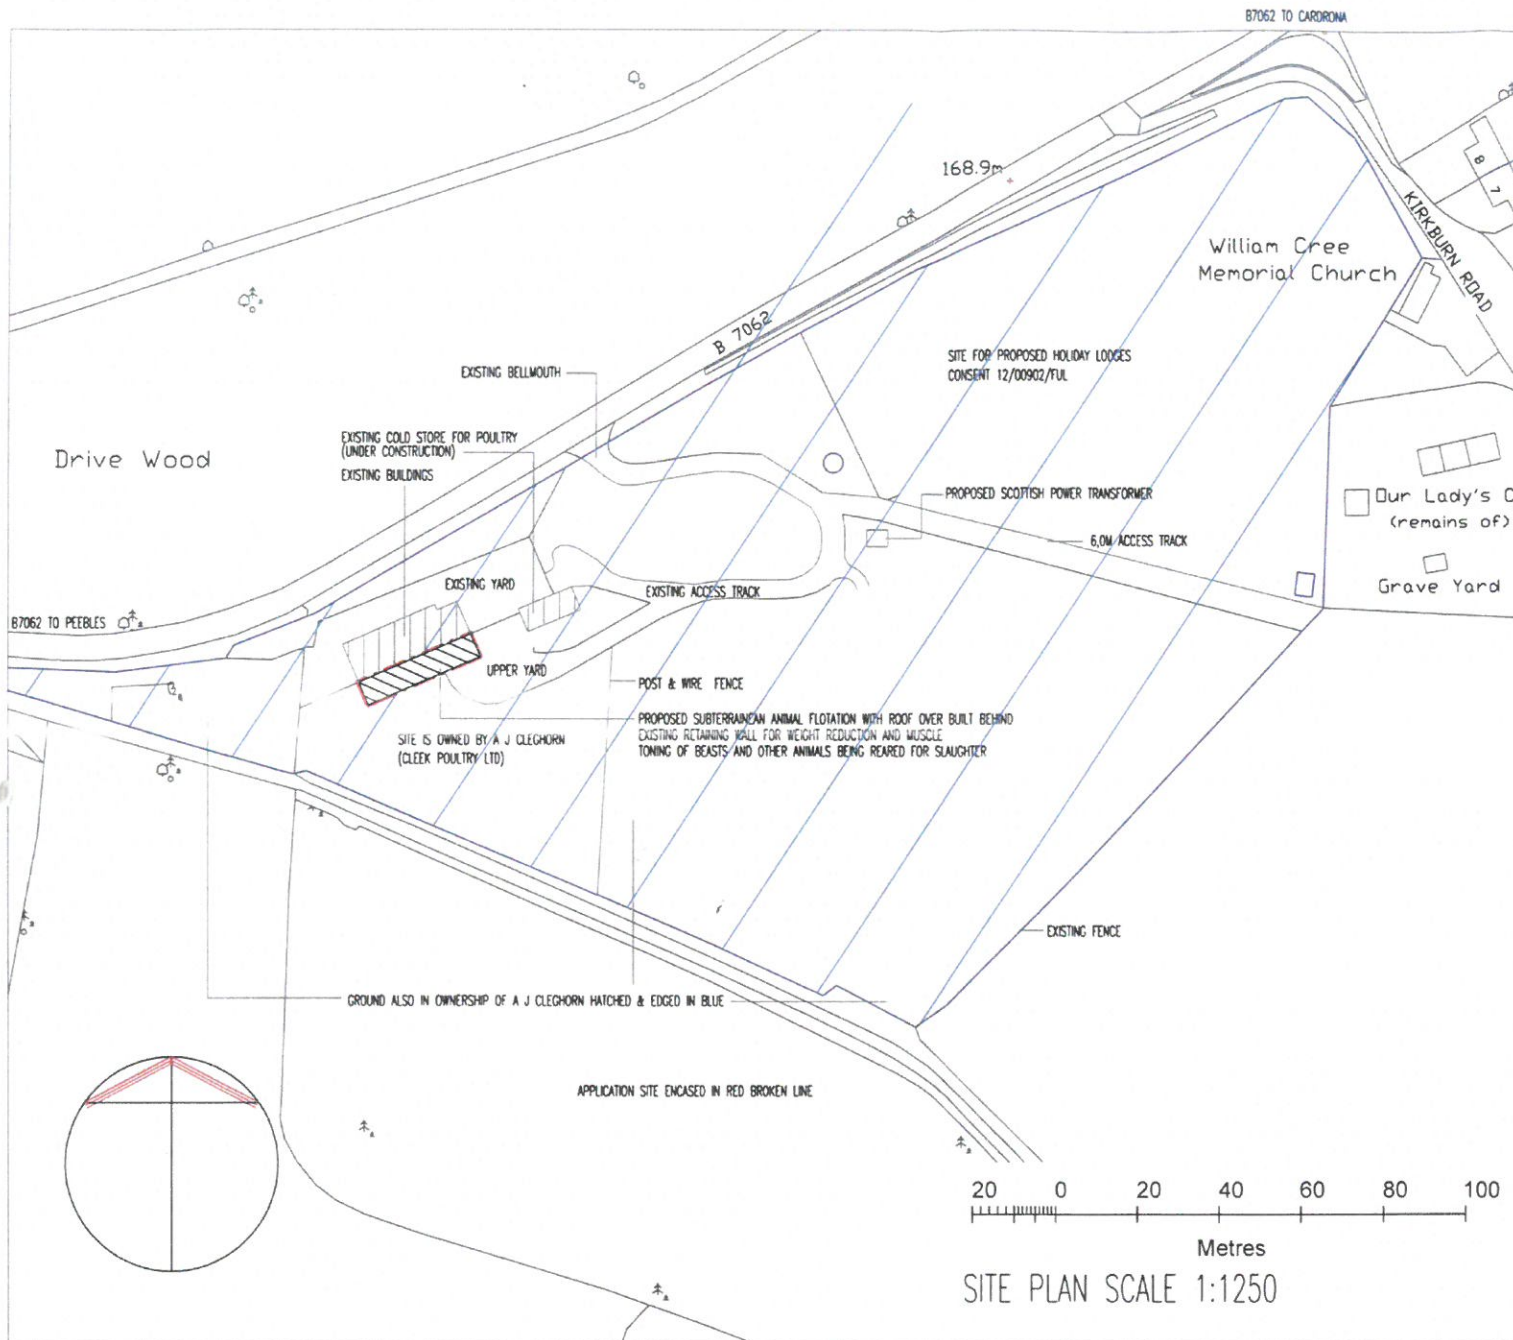 B7062 TO CARDRONA
168.9m
8
7
KIRKBURN ROAD
William Cree
Memorial Church
B 7062
SITE FOR PROPOSED HOLIDAY LODGES
CONSENT 12/00902/FUL
EXISTING BELLMOUTH
Drive Wood
EXISTING COLD STORE FOR POULTRY
(UNDER CONSTRUCTION)
EXISTING BUILDINGS
PROPOSED SCOTTISH POWER TRANSFORMER
Our Lady's C
(remains of)
6,0M ACCESS TRACK
Grave Yard
EXISTING YARD
EXISTING ACCESS TRACK
B7062 TO PEEBLES
UPPER YARD
POST & WIRE FENCE
PROPOSED SUBTERRAINEAN ANIMAL FLOTATION WITH ROOF OVER BUILT BEHIND
EXISTING RETAINING WALL FOR WEIGHT REDUCTION AND MUSCLE
TONING OF BEASTS AND OTHER ANIMALS BEING REARED FOR SLAUGHTER
SITE IS OWNED BY A J CLEGHORN
(CLEEK POULTRY LTD)
EXISTING FENCE
GROUND ALSO IN OWNERSHIP OF A J CLEGHORN HATCHED & EDGED IN BLUE
APPLICATION SITE ENCASED IN RED BROKEN LINE
20 0 20 40 60 80 100
Metres
SITE PLAN SCALE 1:1250